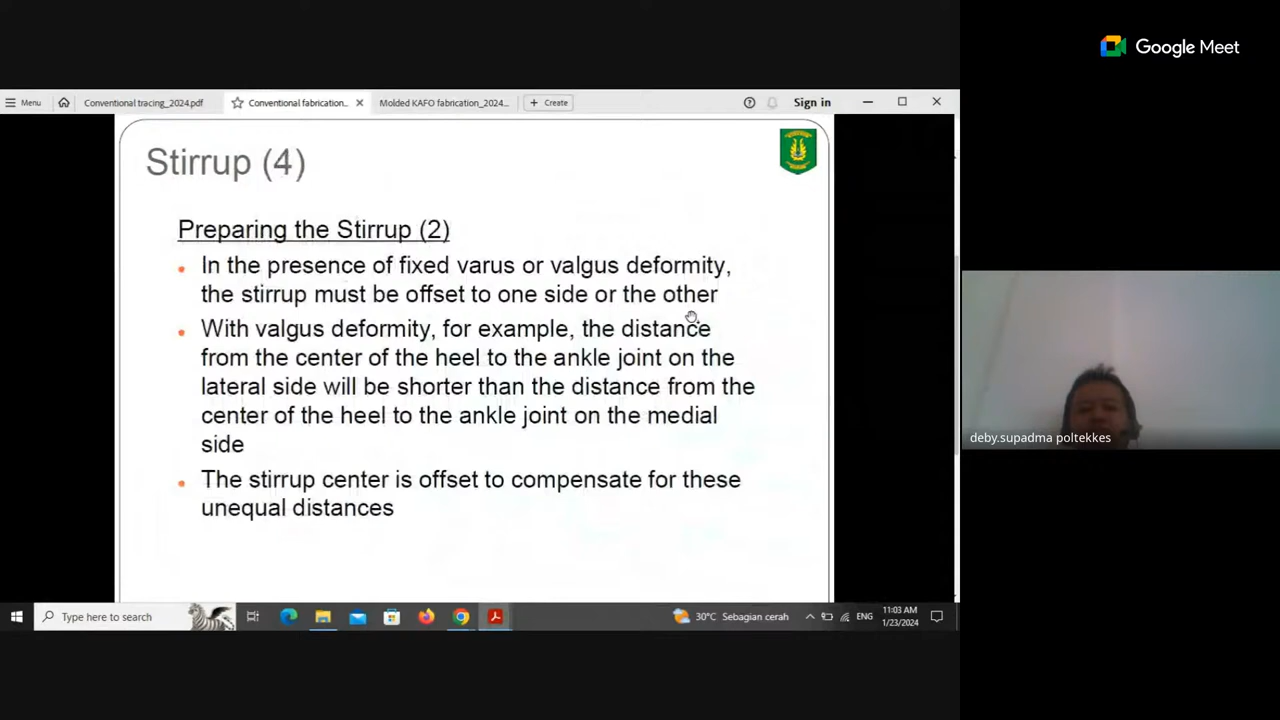 Google Meet
Menu
Conventional tracing_2024.pdf
Conventional fabrication...
Molded KAFO fabrication_2024...
Create
Sign in
Stirrup (4)
Preparing the Stirrup (2)
In the presence of fixed varus or valgus deformity,
the stirrup must be offset to one side or the other
With valgus deformity, for example, the distance
from the center of the heel to the ankle joint on the
lateral side will be shorter than the distance from the
center of the heel to the ankle joint on the medial
side
The stirrup center is offset to compensate for these
unequal distances
deby.supadma poltekkes
Type here to search
30°C Sebagian cerah
ENG
11:03 AM
1/23/2024